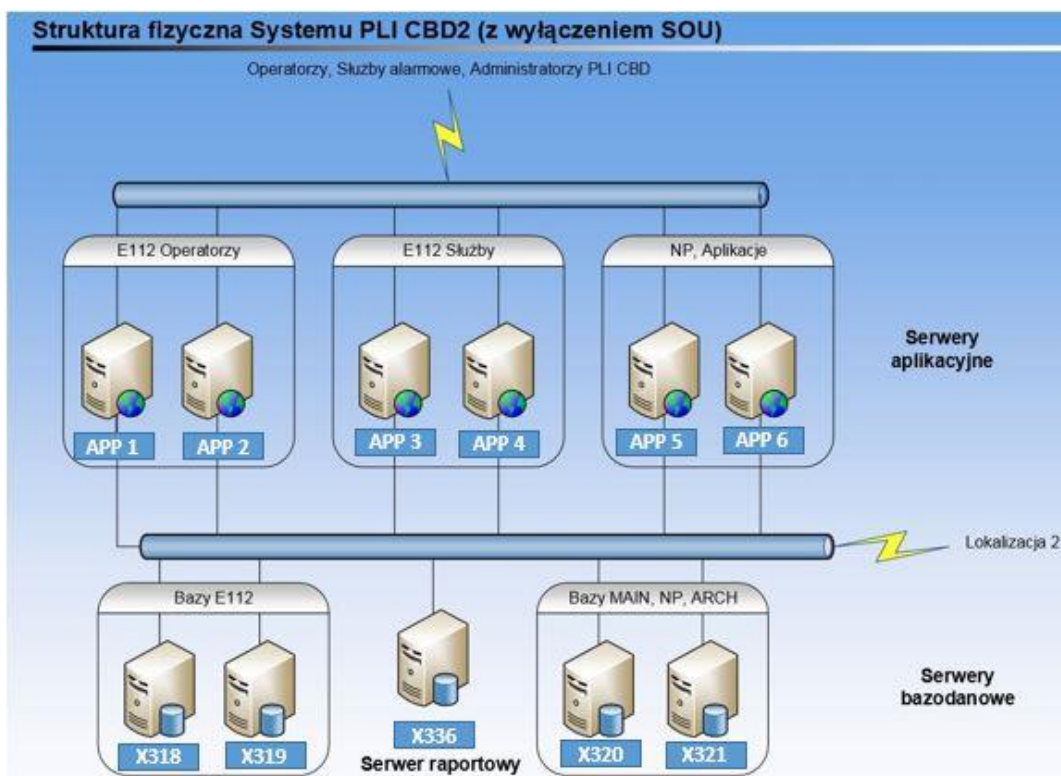 Struktura fizyczna Systemu PLI CBD2 (z wyłączeniem SOU)
Operatorzy, Służby alarmowe, Administratorzy PLI CBD
E112 Operatorzy
E112 Służby
NP, Aplikacje
Serwery
aplikacyjne
APP 1
APP 2
APP 3
APP 4
APP 5
APP 6
Lokalizacja 2
Bazy E112
Bazy MAIN, NP, ARCH
Serwery
bazodanowe
X318
X319
X336
X320
X321
Serwer raportowy